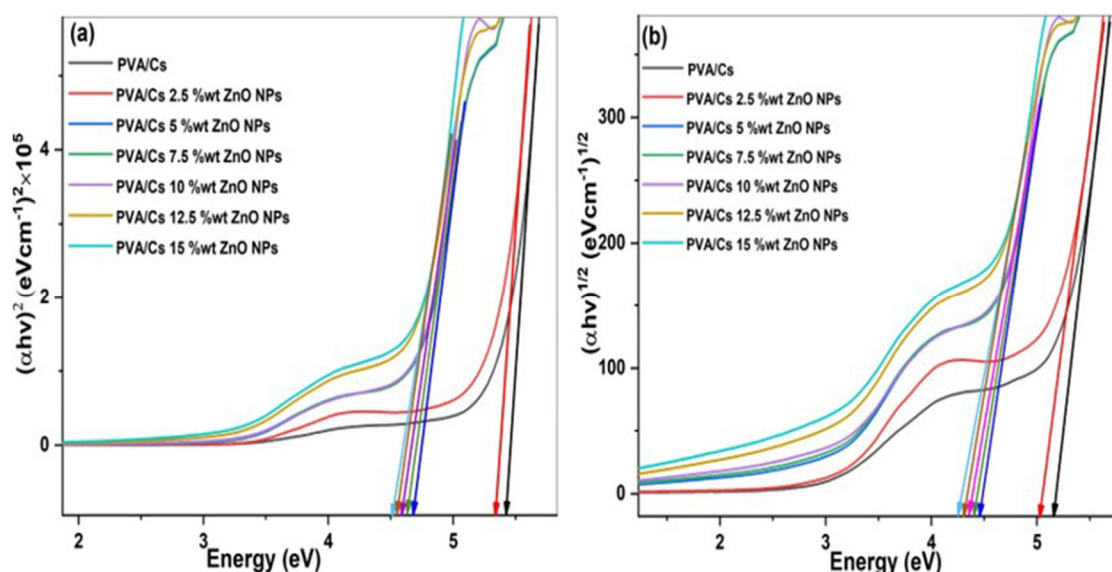 (a)
PVA/Cs
PVA/Cs 2.5 %wt ZnO NPs
PVA/Cs 5 %wt ZnO NPs
PVA/Cs 7.5 %wt ZnO NPs
PVA/Cs 10 %wt ZnO NPs
PVA/Cs 12.5 %wt ZnO NPs
PVA/Cs 15 %wt ZnO NPs
(αhν)² (eVcm⁻¹)²×10⁵
4
2
0
2 3 4 5
Energy (eV)
(b)
PVA/Cs
PVA/Cs 2.5 %wt ZnO NPs
PVA/Cs 5 %wt ZnO NPs
PVA/Cs 7.5 %wt ZnO NPs
PVA/Cs 10 %wt ZnO NPs
PVA/Cs 12.5 %wt ZnO NPs
PVA/Cs 15 %wt ZnO NPs
(αhν)^1/2 (eVcm⁻¹)^1/2
300
200
100
0
2 3 4 5
Energy (eV)